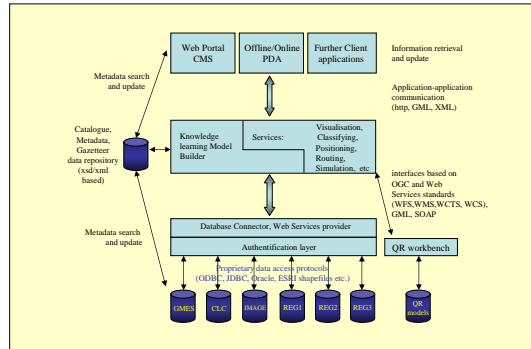 Web Portal
CMS
Offline/Online
PDA
Further Client
applications
Information retrieval
and update
Metadata search
and update
Application-application
communication
(http, GML, XML)
Catalogue,
Metadata,
Gazetteer
data repository
(xsd/xml
based)
Knowledge
learning Model
Builder
Services:
Visualisation,
Classifying,
Positioning,
Routing,
Simulation, etc
interfaces based on
OGC and Web
Services standards
(WFS,WMS,WCTS, WCS),
GML, SOAP
Metadata search
and update
Database Connector, Web Services provider
Authentification layer
QR workbench
Proprietary data access protocols
(ODBC, JDBC, Oracle, ESRI shapefiles etc.)
GMES
CLC
IMAGE
REG1
REG2
REG3
QR
models